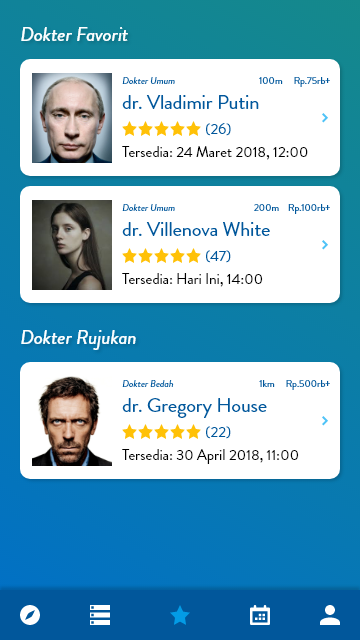 Dokter Favorit
Dokter Umum 100m Rp.75rb+
dr. Vladimir Putin
(26)
Tersedia: 24 Maret 2018, 12:00
Dokter Umum 200m Rp.100rb+
dr. Villenova White
(47)
Tersedia: Hari Ini, 14:00
Dokter Rujukan
Dokter Bedah 1km Rp.500rb+
dr. Gregory House
(22)
Tersedia: 30 April 2018, 11:00